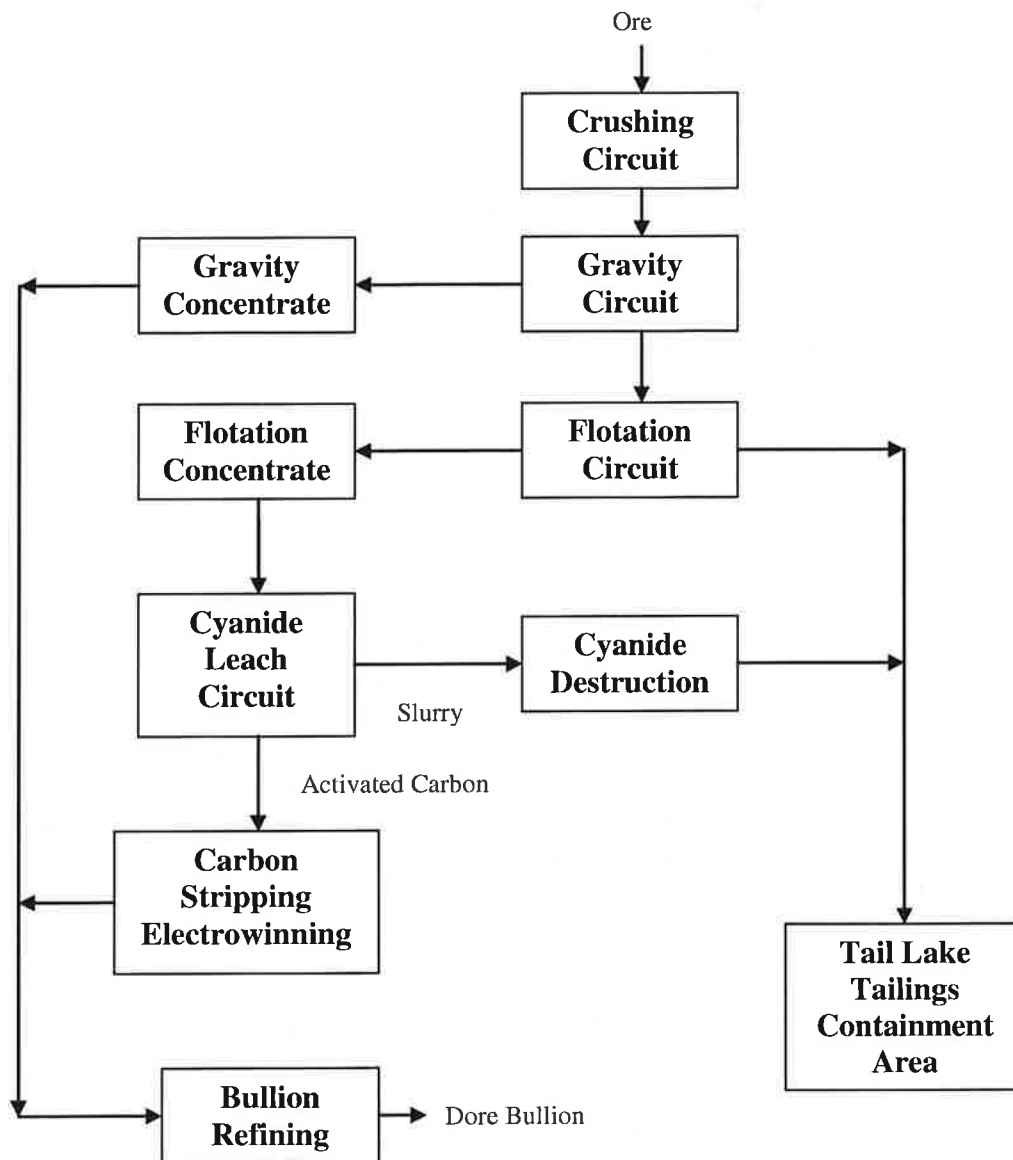 Ore
Crushing
Circuit
Gravity
Concentrate
Gravity
Circuit
Flotation
Concentrate
Flotation
Circuit
Cyanide
Leach
Circuit
Cyanide
Destruction
Slurry
Activated Carbon
Carbon
Stripping
Electrowinning
Tail Lake
Tailings
Containment
Area
Bullion
Refining
Dore Bullion